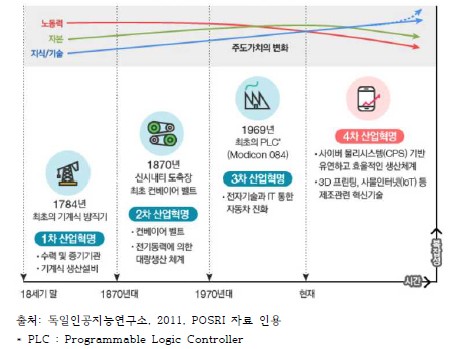 노동력
자본
지식/기술
주도가치의 변화
1784년
최초의 기계식 방직기
1차 산업혁명
• 수력 및 증기기관
• 기계식 생산설비
1870년
신시내티 도축장
최초 컨베이어 벨트
2차 산업혁명
• 컨베이어 벨트
• 전기동력에 의한
대량생산 체계
1969년
최초의 PLC*
(Modicon 084)
3차 산업혁명
• 전자기술과 IT 통한
자동차 진화
4차 산업혁명
• 사이버 물리시스템(CPS) 기반
유연하고 효율적인 생산체계
• 3D 프린팅, 사물인터넷(IoT) 등
제조관련 혁신기술
복잡성
시간
18세기 말
1870년대
1970년대
현재
출처: 독일인공지능연구소, 2011, POSRI 자료 인용
* PLC : Programmable Logic Controller